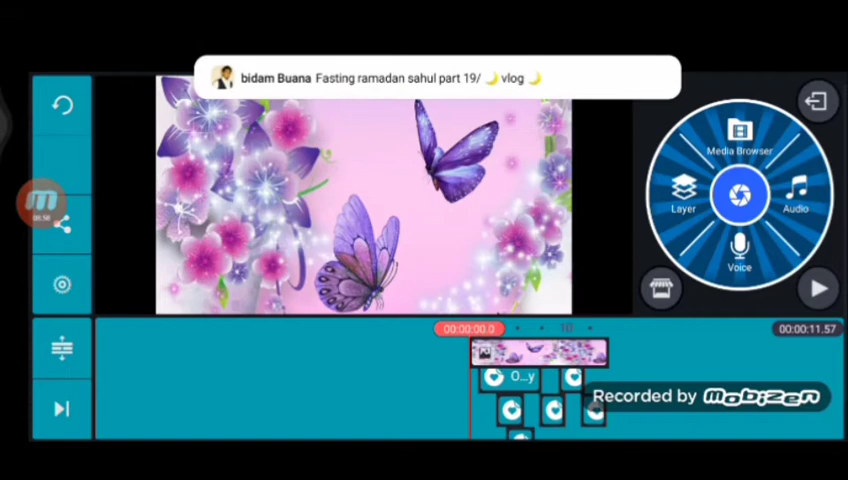 bidam Buana Fasting ramadan sahul part 19/ 🌙 vlog 🌙
Media Browser
Layer
Audio
Voice
00:00:00.0
10
00:00:11.57
O...y
Recorded by mobizen